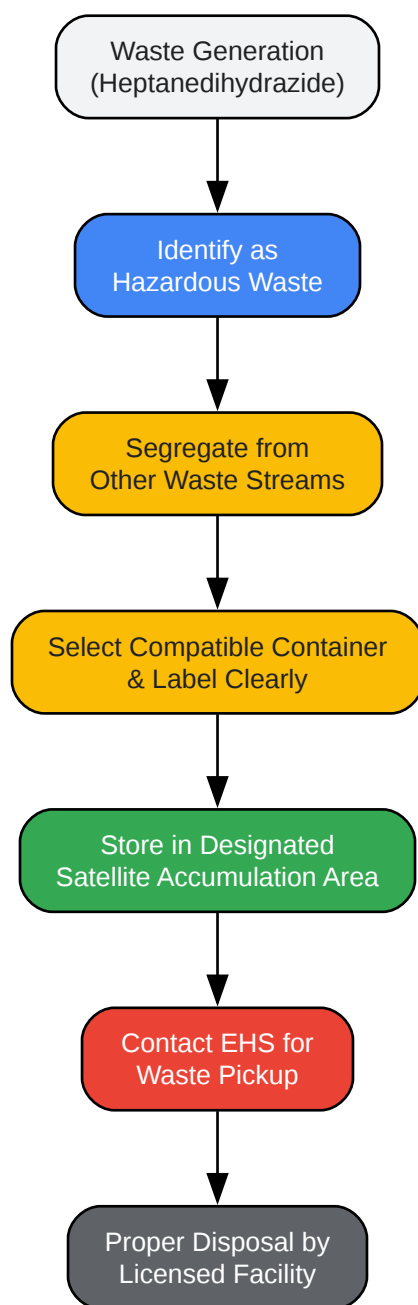 Waste Generation
(Heptanedihydrazide)
Identify as
Hazardous Waste
Segregate from
Other Waste Streams
Select Compatible Container
& Label Clearly
Store in Designated
Satellite Accumulation Area
Contact EHS for
Waste Pickup
Proper Disposal by
Licensed Facility